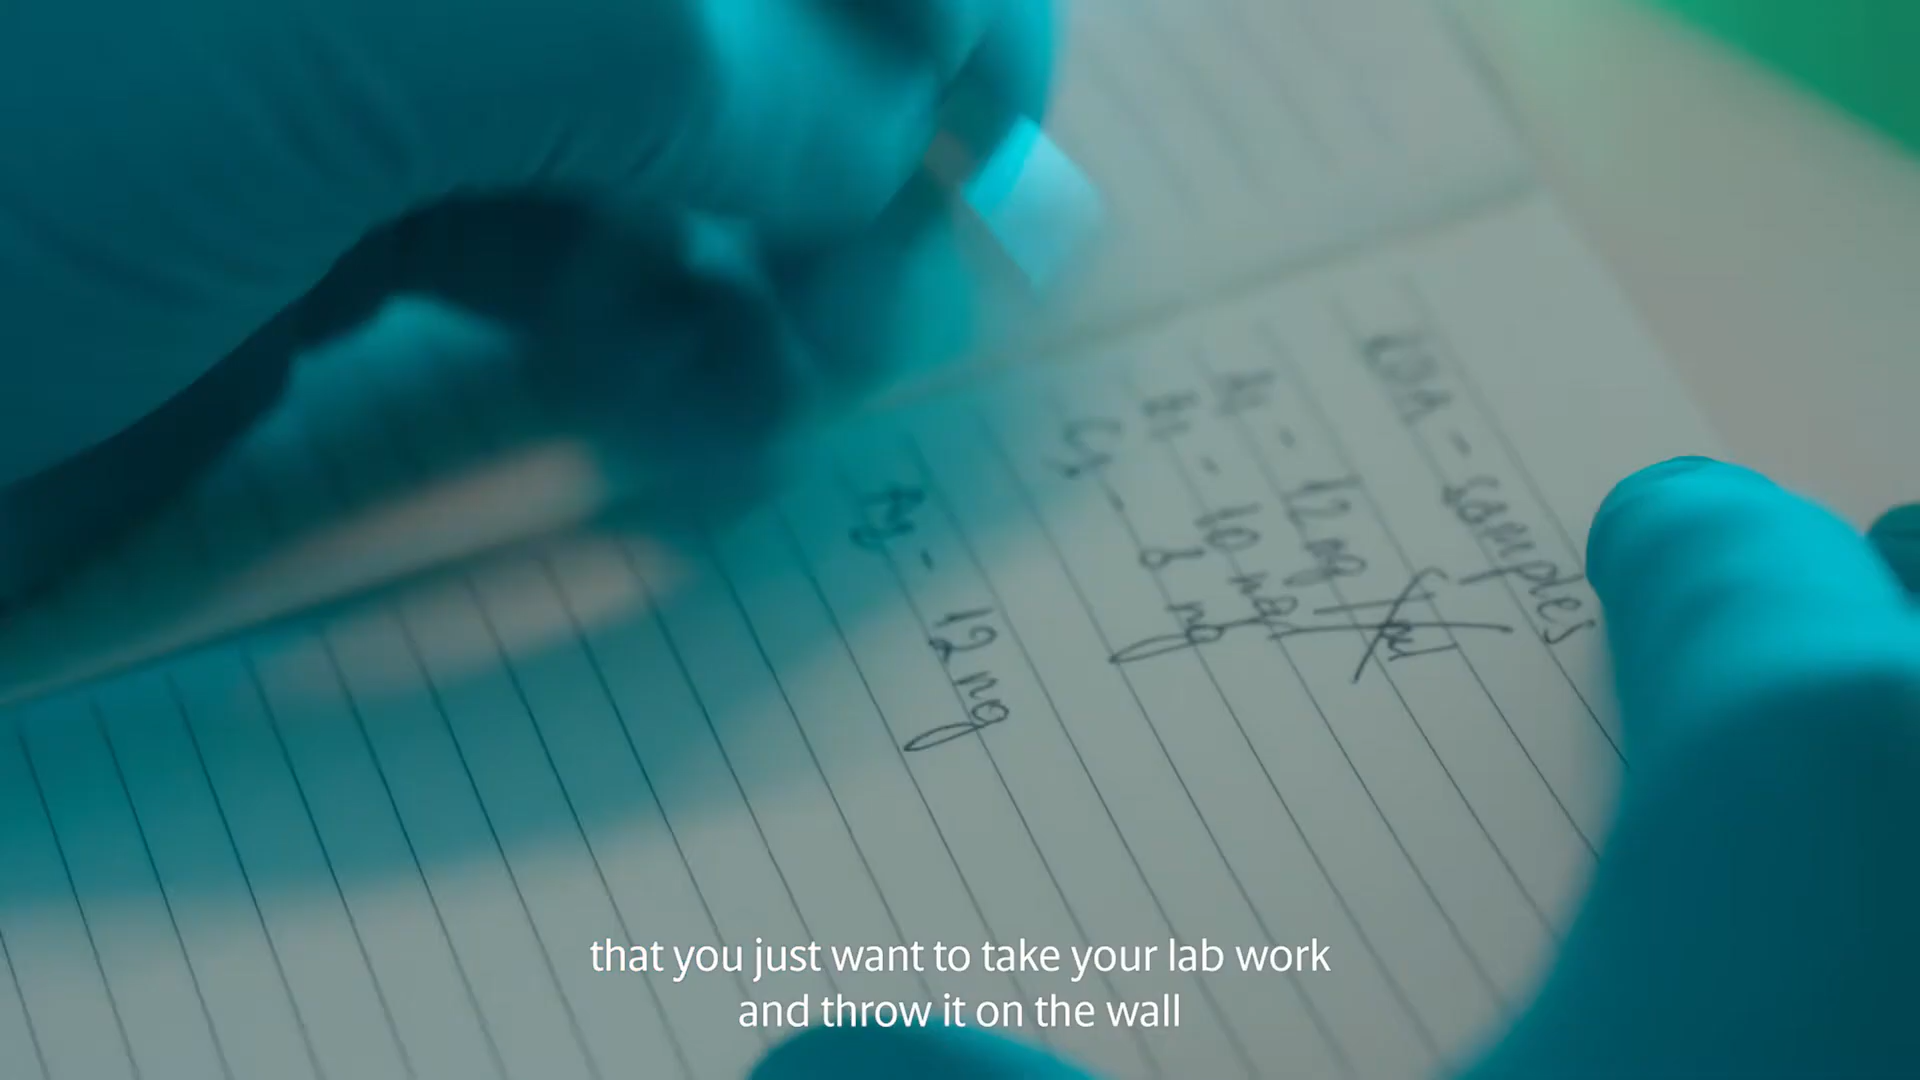 - samples
- 12 ng
- 10 ng
- 8 ng
- 12 ng
that you just want to take your lab work
and throw it on the wall